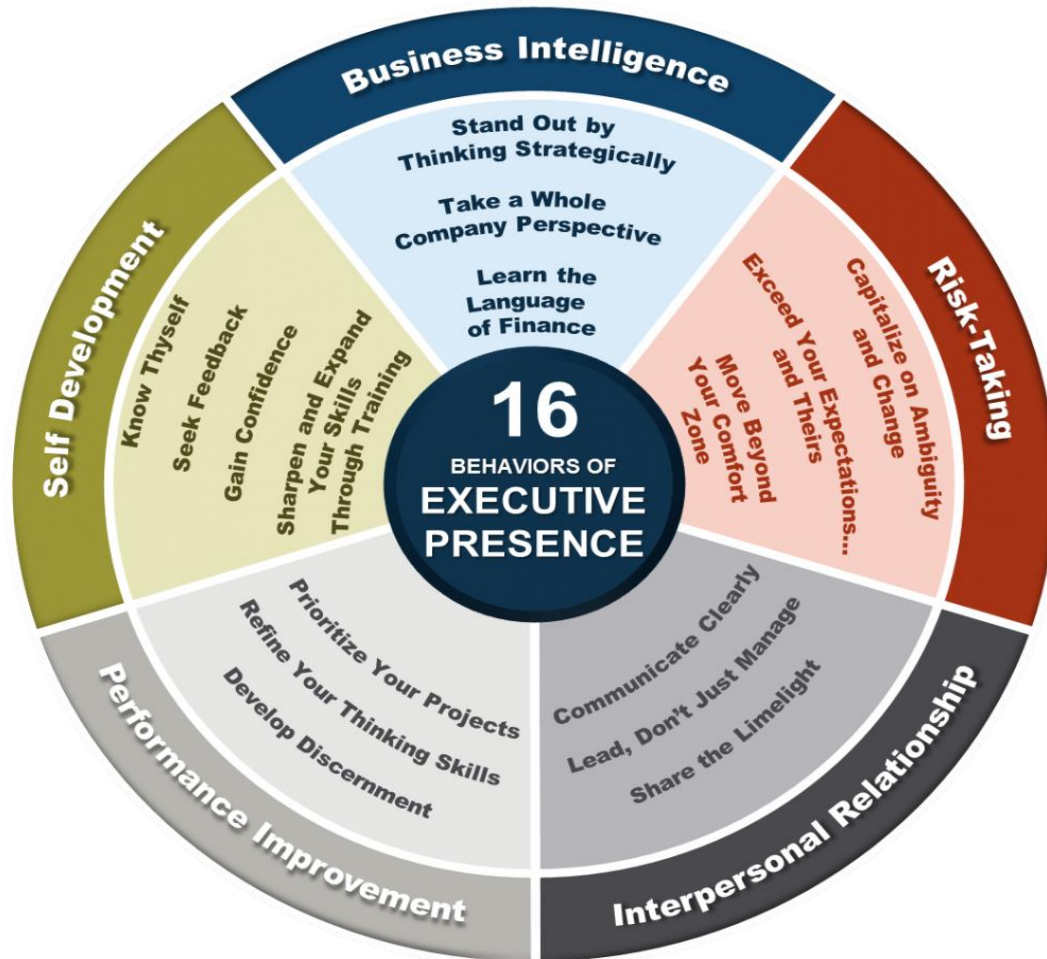 Business Intelligence
Stand Out by
Thinking Strategically
Take a Whole
Company Perspective
Learn the
Language
of Finance
Risk-Taking
Capitalize on Ambiguity
and Change
Exceed Your Expectations...
and Theirs
Move Beyond
Your Comfort
Zone
Interpersonal Relationship
Communicate Clearly
Lead, Don't Just Manage
Share the Limelight
Performance Improvement
Prioritize Your Projects
Refine Your Thinking Skills
Develop Discernment
Self Development
Know Thyself
Seek Feedback
Gain Confidence
Sharpen and Expand
Your Skills
Through Training
16
BEHAVIORS OF
EXECUTIVE
PRESENCE